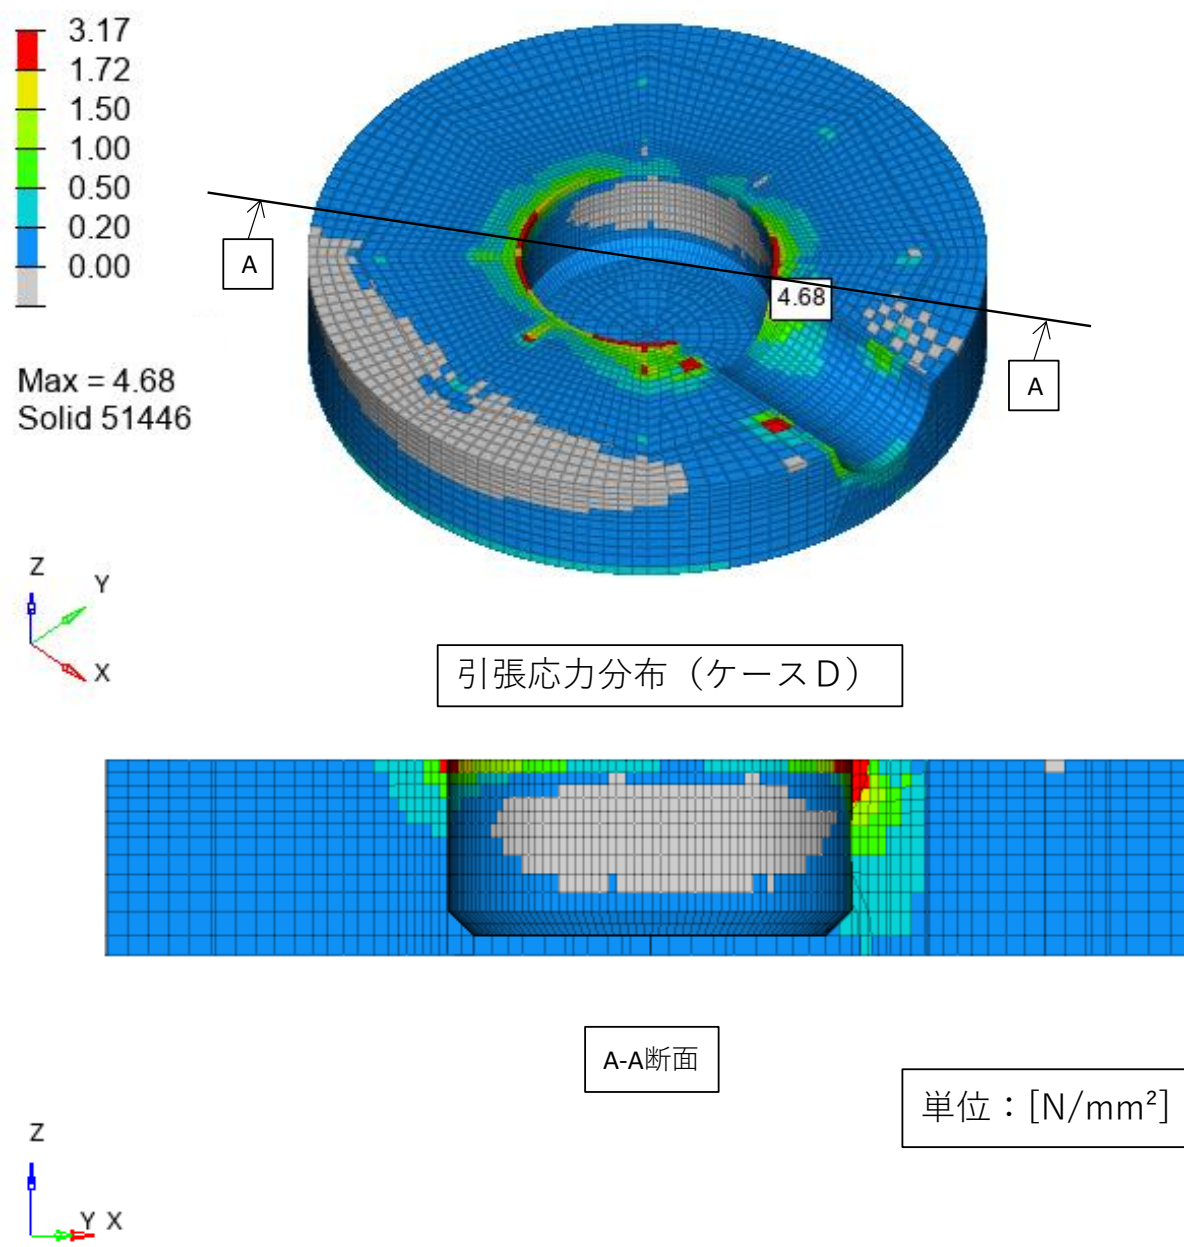 3.17
1.72
1.50
1.00
0.50
0.20
0.00
A
4.68
A
Max = 4.68
Solid 51446
Z
Y
X
引張応力分布（ケースＤ）
A-A断面
単位：[N/mm²]
Z
Y X